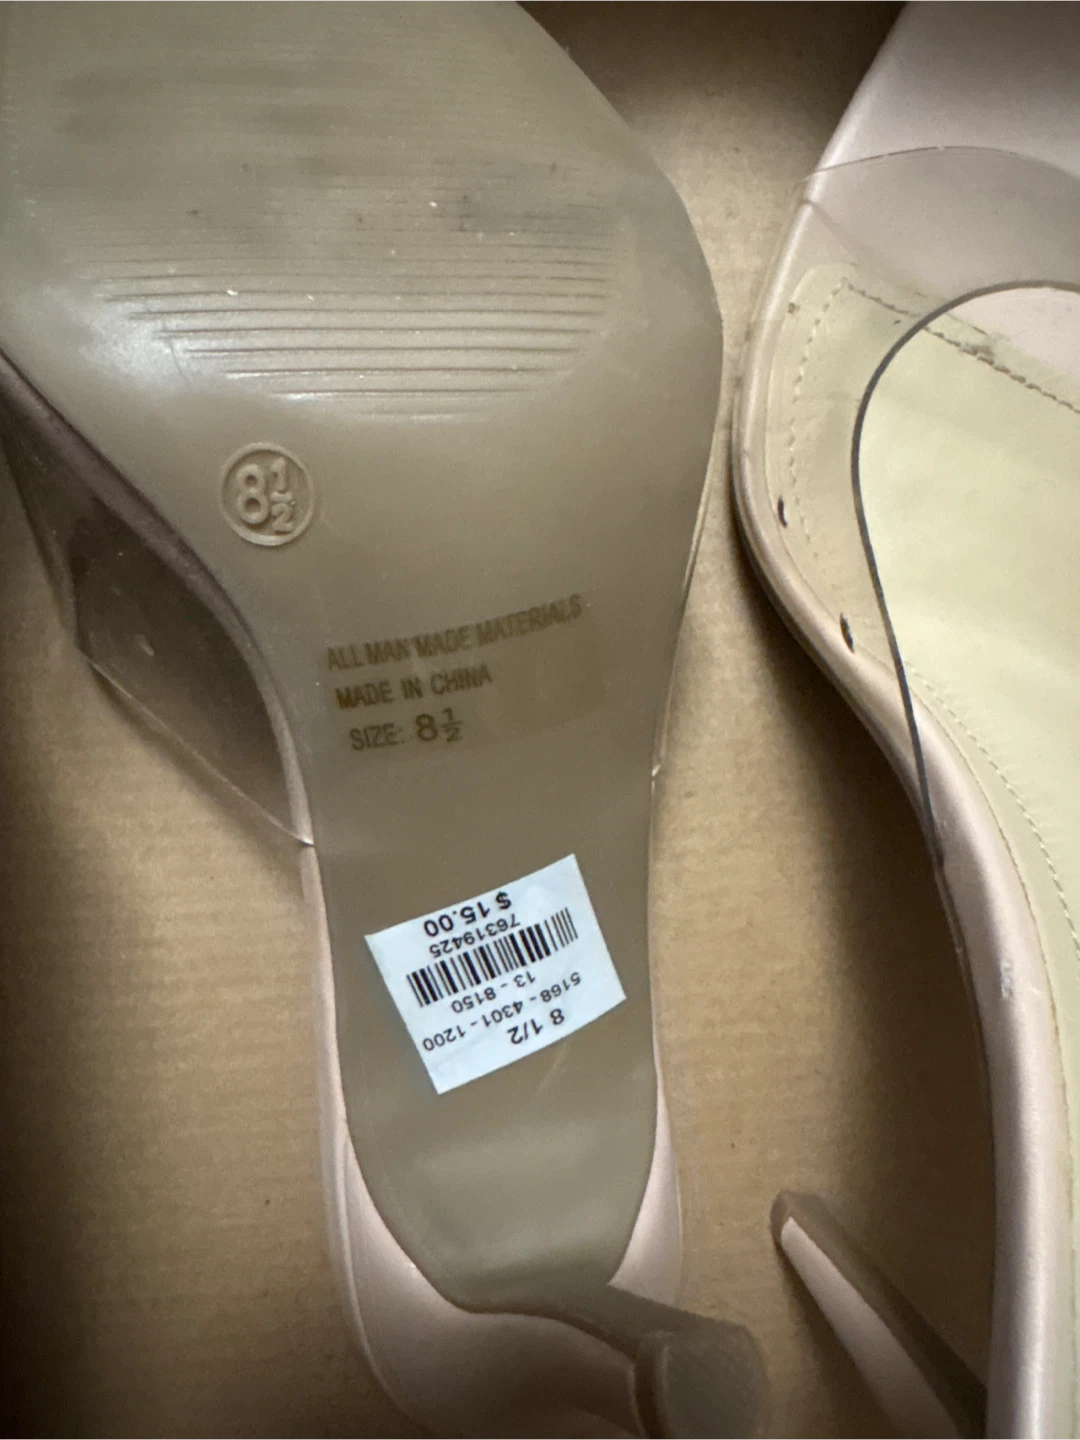 8½
ALL MAN MADE MATERIALS
MADE IN CHINA
SIZE: 8½
8 1/2
5168 - 4301 - 1200
13 - 8150
76319425
$ 15.00